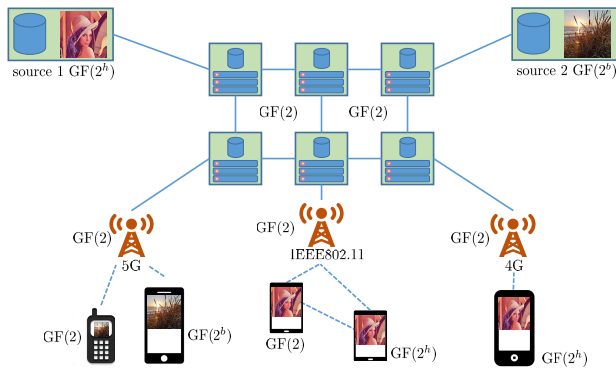 source 1 GF(2^h)
source 2 GF(2^b)
GF(2)
GF(2)
GF(2)
5G
GF(2)
IEEE802.11
GF(2)
4G
GF(2)
GF(2^b)
GF(2)
GF(2^h)
GF(2^h)